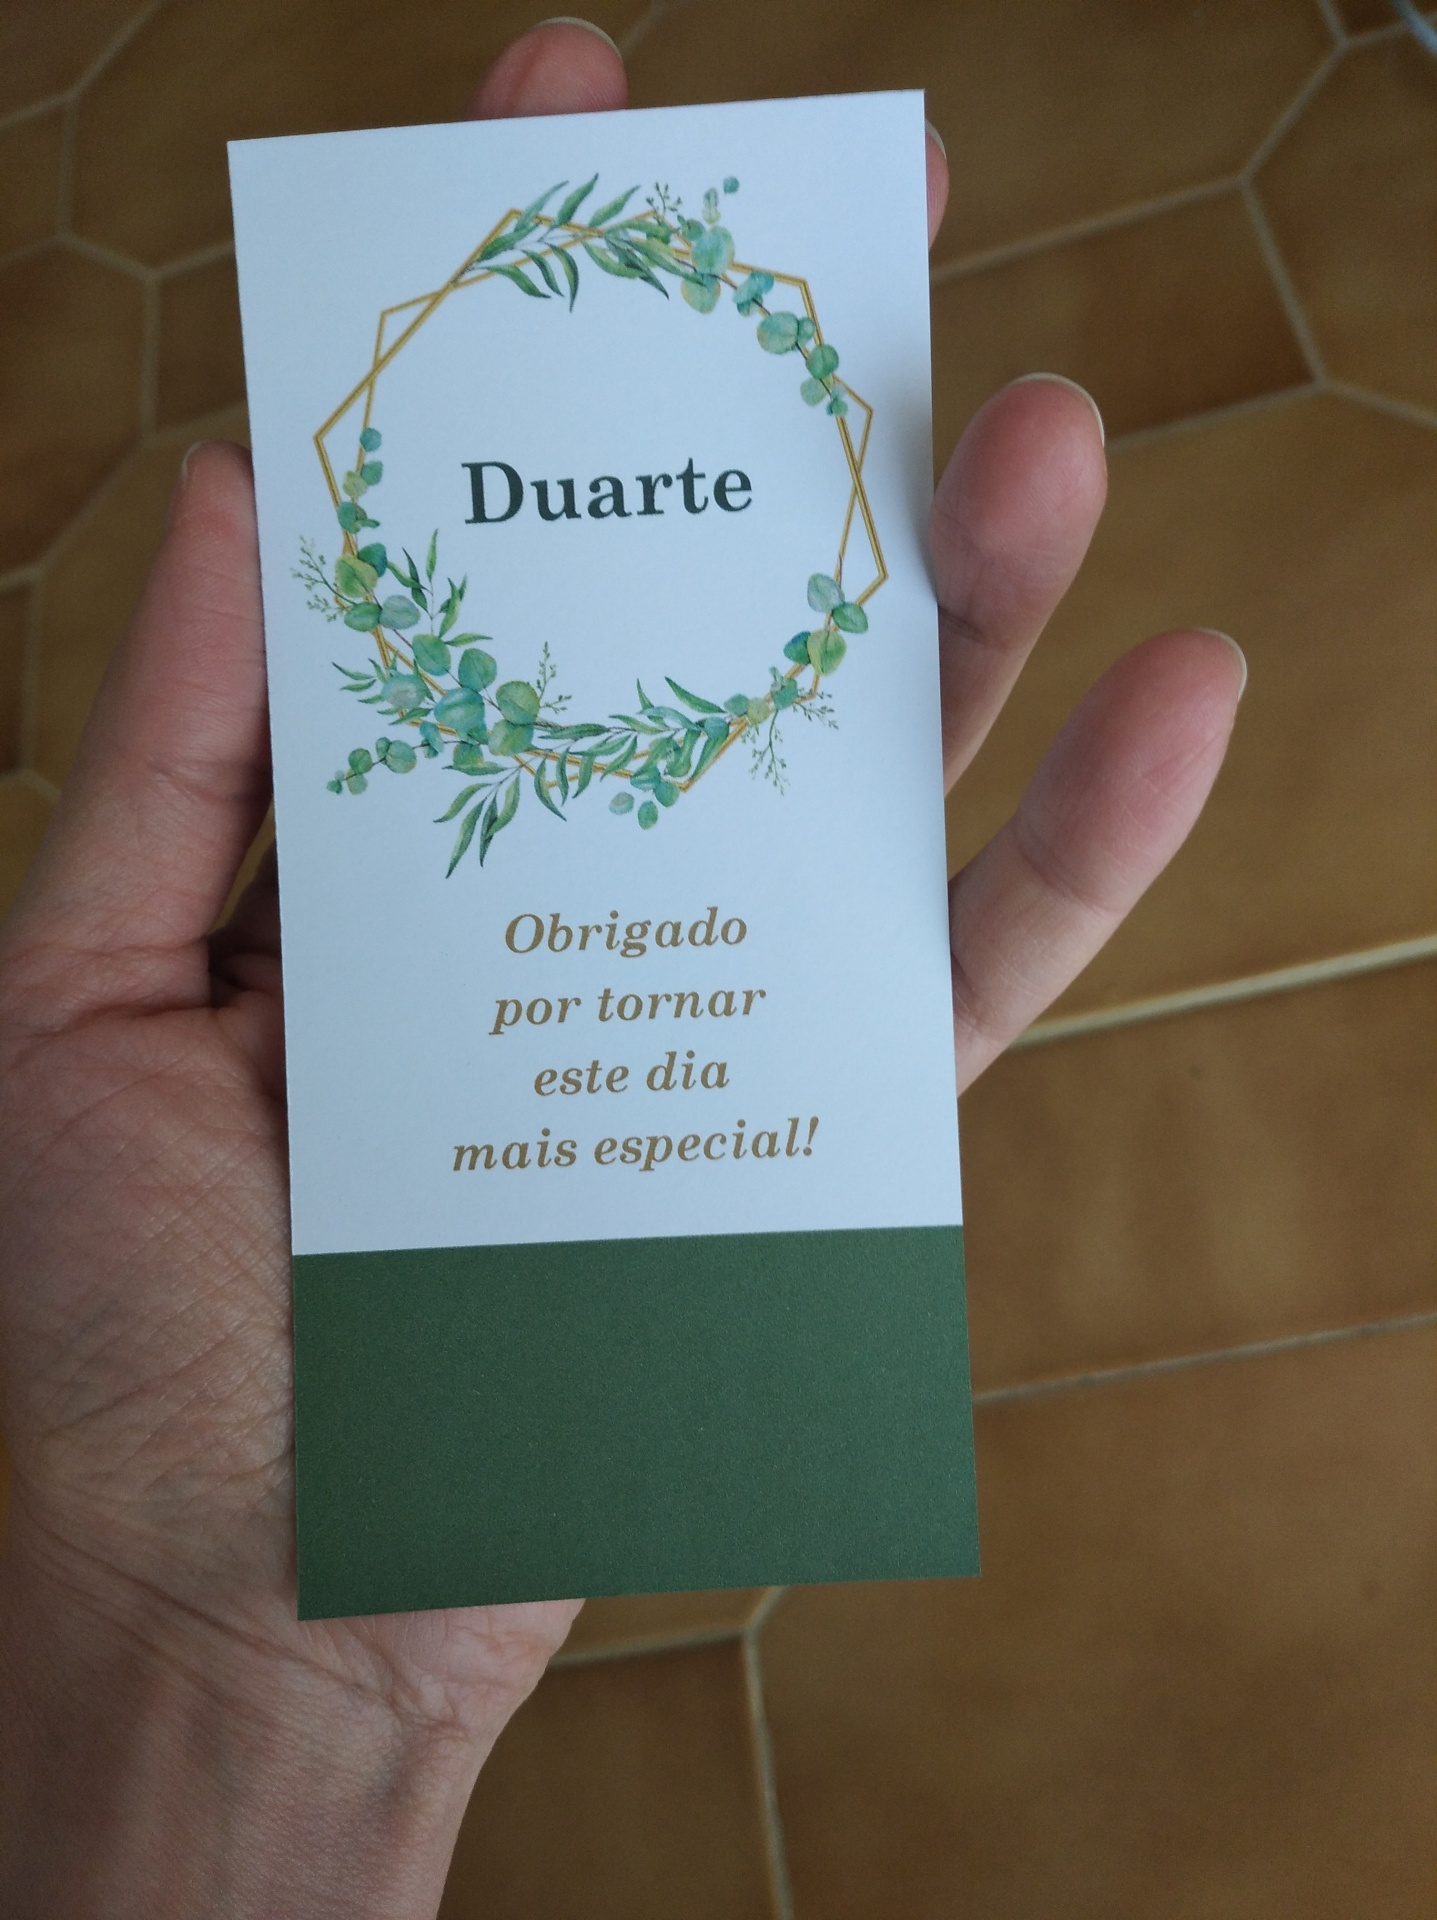 Duarte
Obrigado
por tornar
este dia
mais especial!